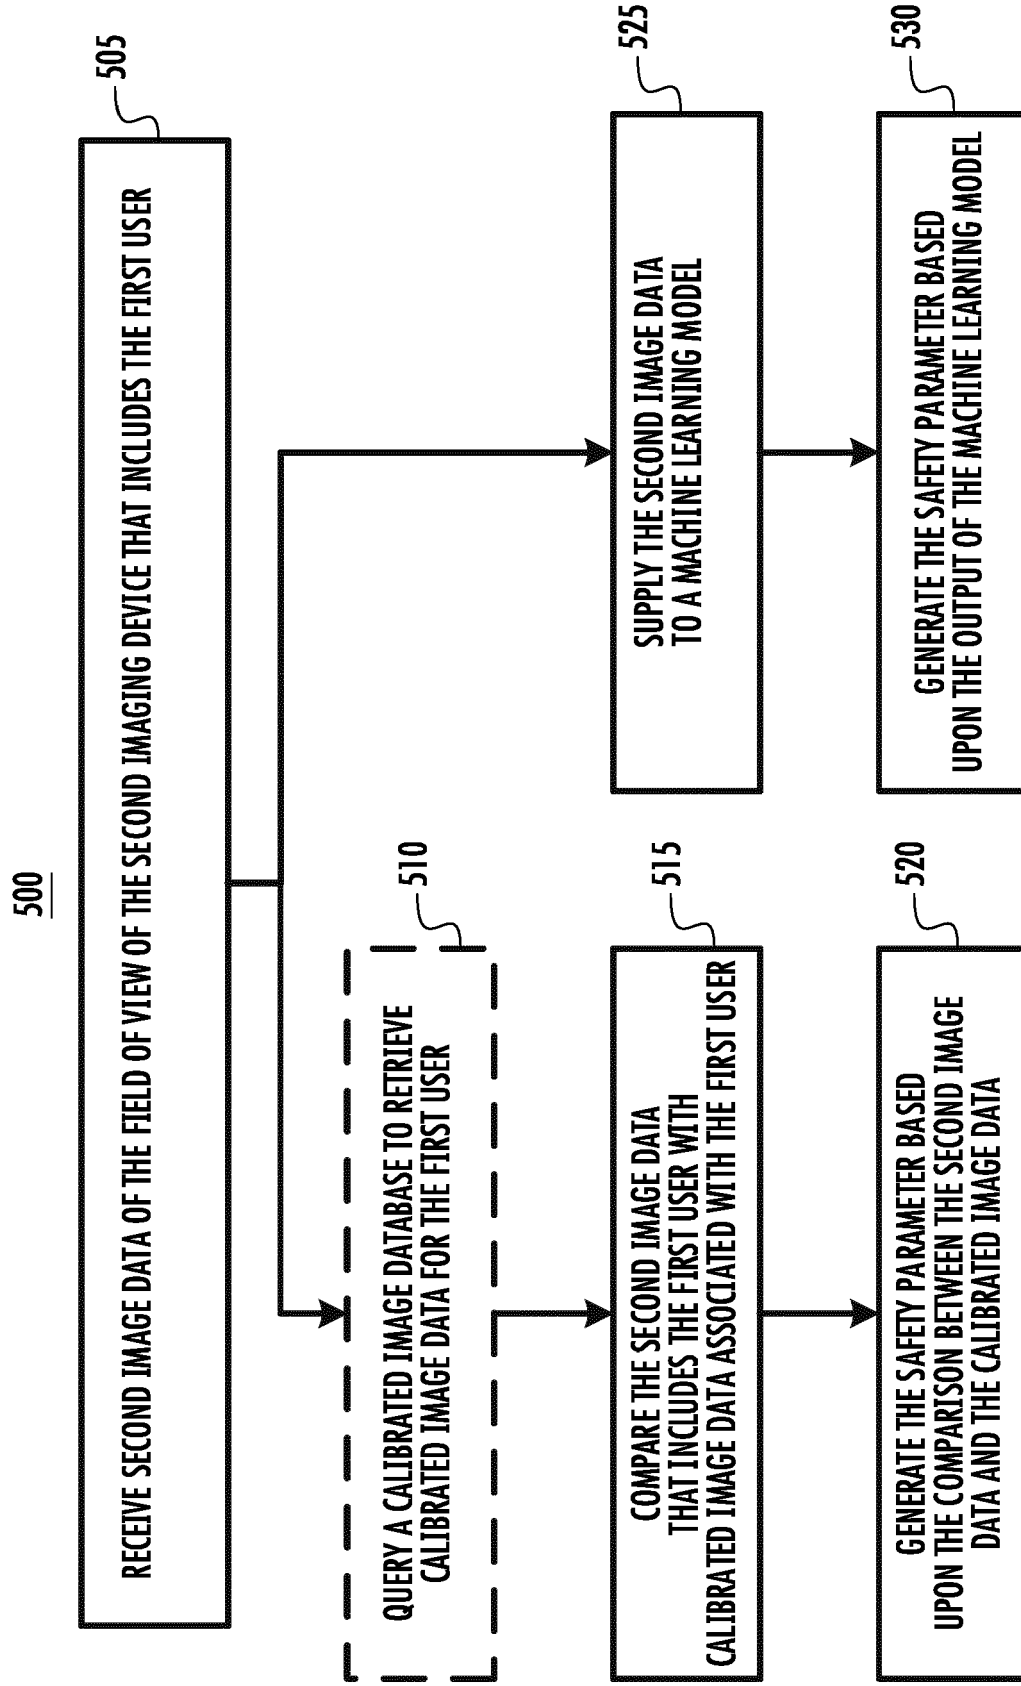 500
505
RECEIVE SECOND IMAGE DATA OF THE FIELD OF VIEW OF THE SECOND IMAGING DEVICE THAT INCLUDES THE FIRST USER
510
QUERY A CALIBRATED IMAGE DATABASE TO RETRIEVE
CALIBRATED IMAGE DATA FOR THE FIRST USER
515
COMPARE THE SECOND IMAGE DATA
THAT INCLUDES THE FIRST USER WITH
CALIBRATED IMAGE DATA ASSOCIATED WITH THE FIRST USER
520
GENERATE THE SAFETY PARAMETER BASED
UPON THE COMPARISON BETWEEN THE SECOND IMAGE
DATA AND THE CALIBRATED IMAGE DATA
525
SUPPLY THE SECOND IMAGE DATA
TO A MACHINE LEARNING MODEL
530
GENERATE THE SAFETY PARAMETER BASED
UPON THE OUTPUT OF THE MACHINE LEARNING MODEL